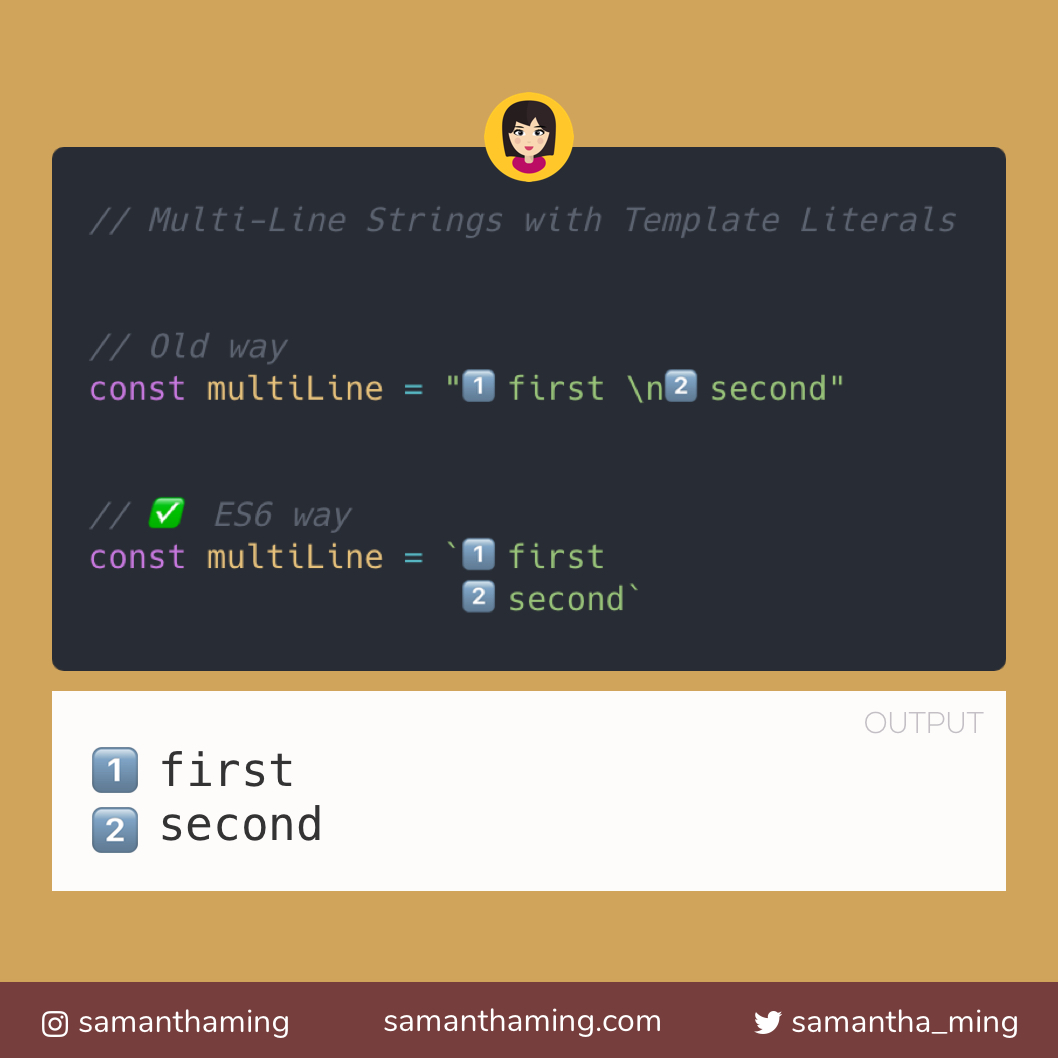 // Multi-Line Strings with Template Literals
// Old way
const multiLine = "1️⃣ first \n2️⃣ second"
// ✅ ES6 way
const multiLine = `1️⃣ first
2️⃣ second`
OUTPUT
1️⃣ first
2️⃣ second
samanthaming
samanthaming.com
samantha_ming